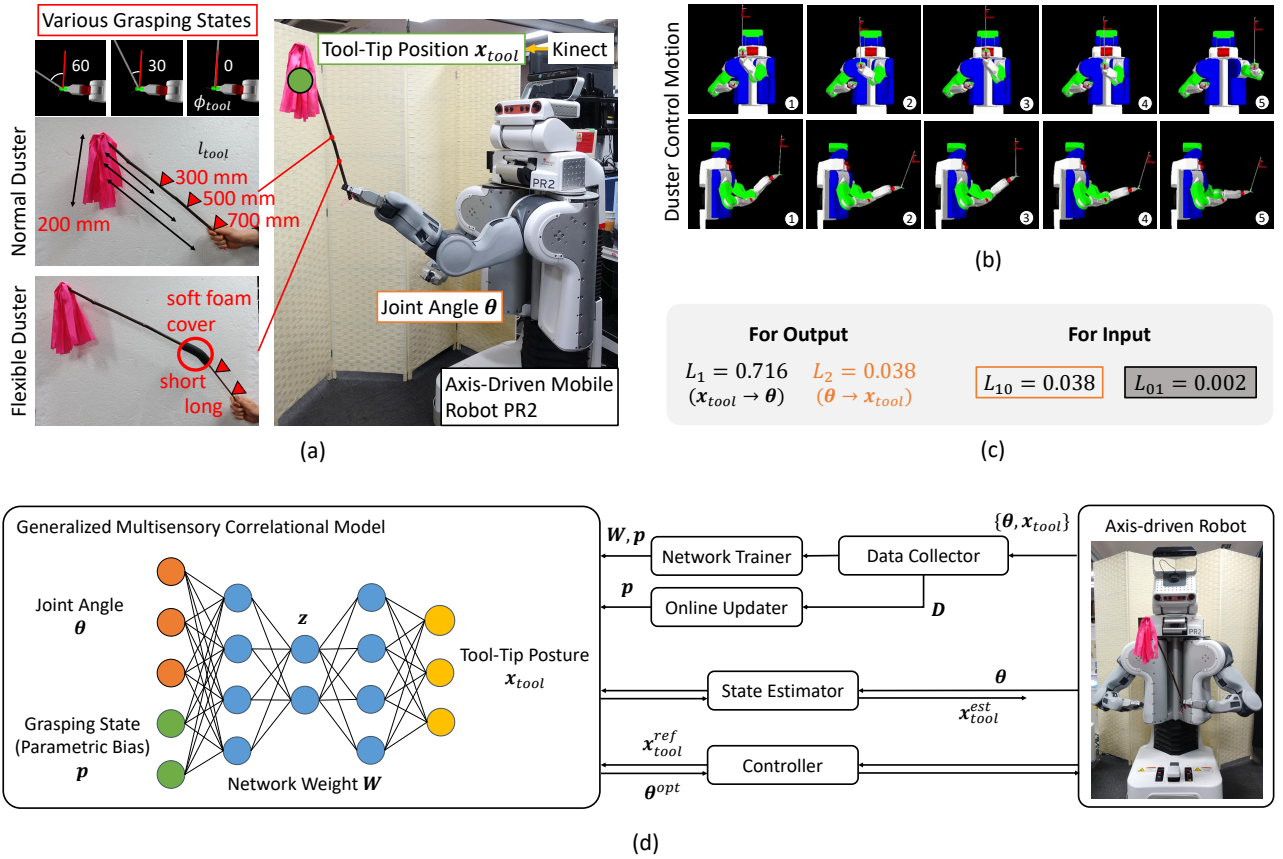 Various Grasping States
60
30
0
ϕ_tool
Normal Duster
l_tool
300 mm
500 mm
700 mm
200 mm
Flexible Duster
soft foam
cover
short
long
Tool-Tip Position x_tool
Kinect
PR2
Joint Angle θ
Axis-Driven Mobile
Robot PR2
(a)
Duster Control Motion
① ② ③ ④ ⑤
① ② ③ ④ ⑤
(b)
For Output
For Input
L_1 = 0.716
L_2 = 0.038
(x_tool → θ)
(θ → x_tool)
L_10 = 0.038
L_01 = 0.002
(c)
Generalized Multisensory Correlational Model
Joint Angle
θ
Grasping State
(Parametric Bias)
p
z
Network Weight W
Tool-Tip Posture
x_tool
W, p
Network Trainer
Data Collector
{θ, x_tool}
p
Online Updater
D
State Estimator
θ
x_tool^est
x_tool^ref
Controller
θ^opt
Axis-driven Robot
PR2
(d)